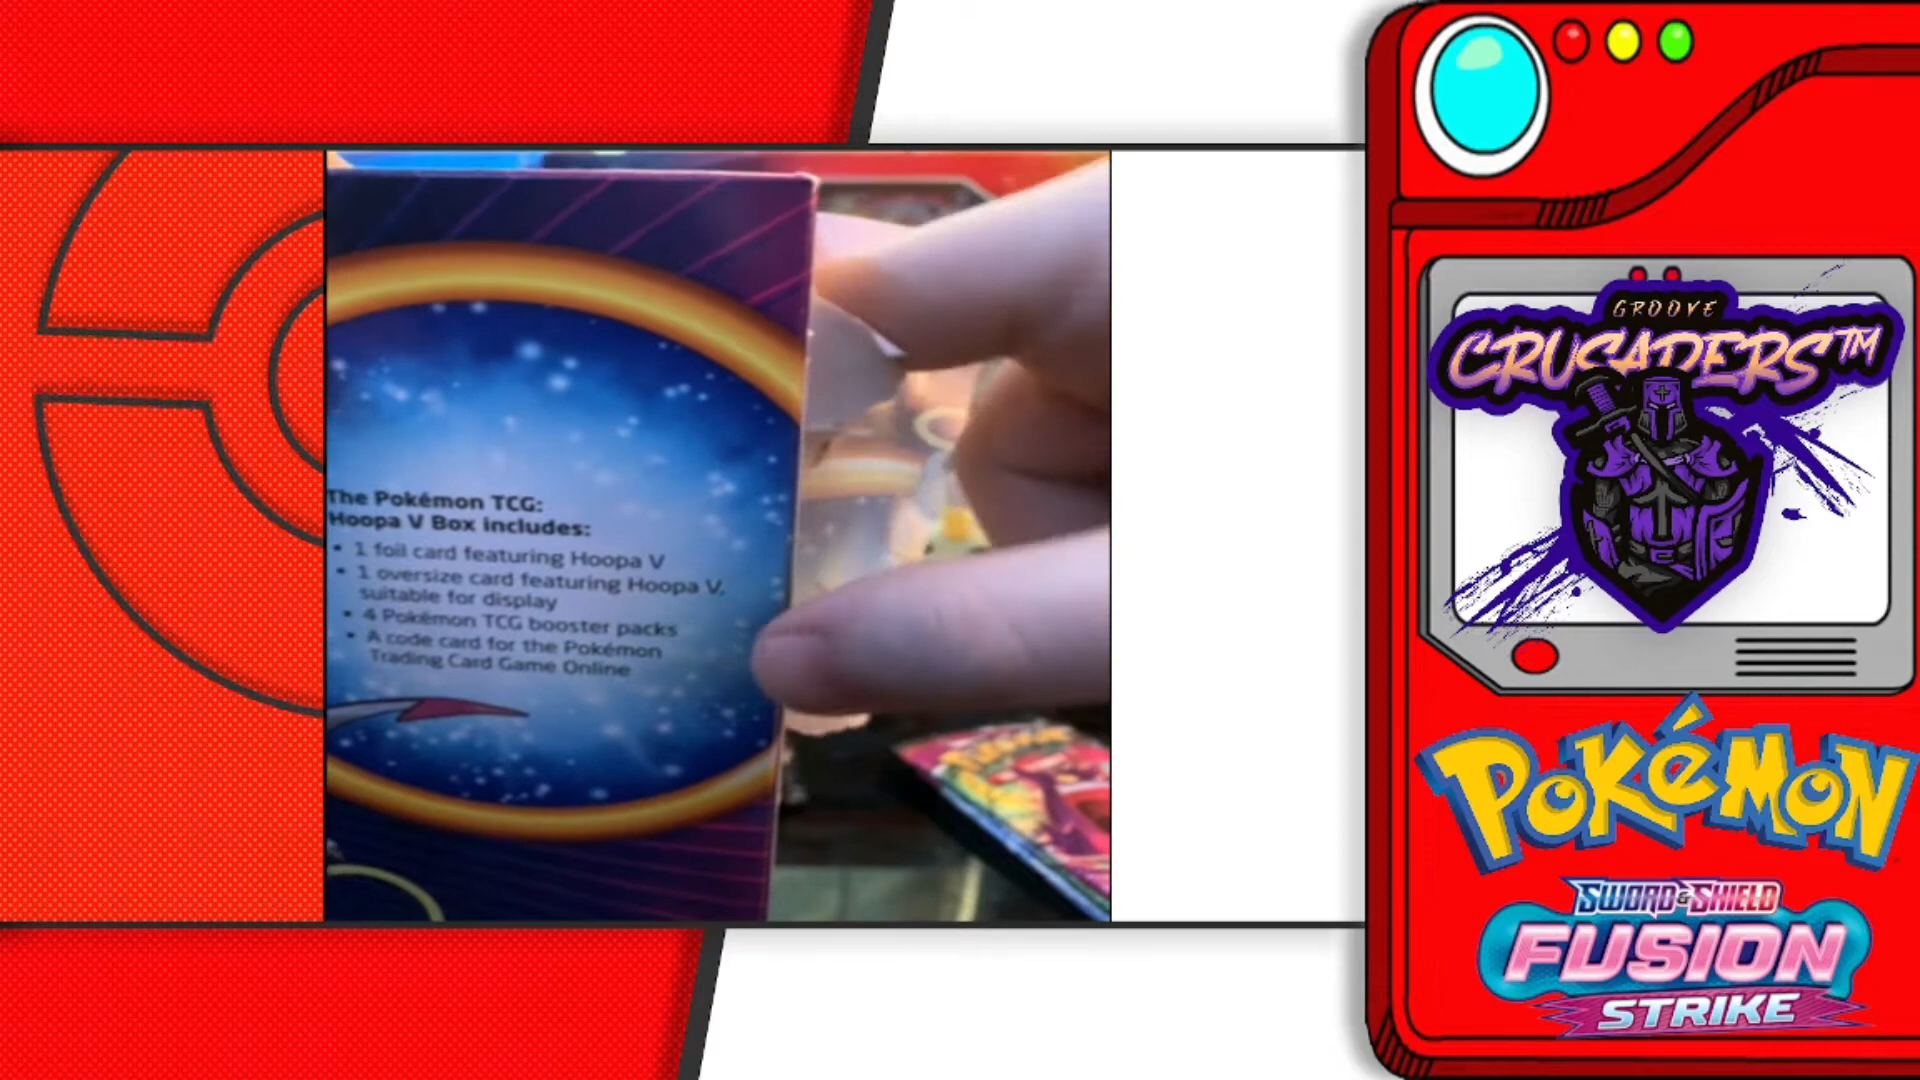 The Pokémon TCG:
Hoopa V Box includes:
• 1 foil card featuring Hoopa V
• 1 oversize card featuring Hoopa V,
suitable for display
• 4 Pokémon TCG booster packs
• A code card for the Pokémon
Trading Card Game Online
GROOVE
CRUSADERS™
POKéMON
SWORD & SHIELD
FUSION
STRIKE